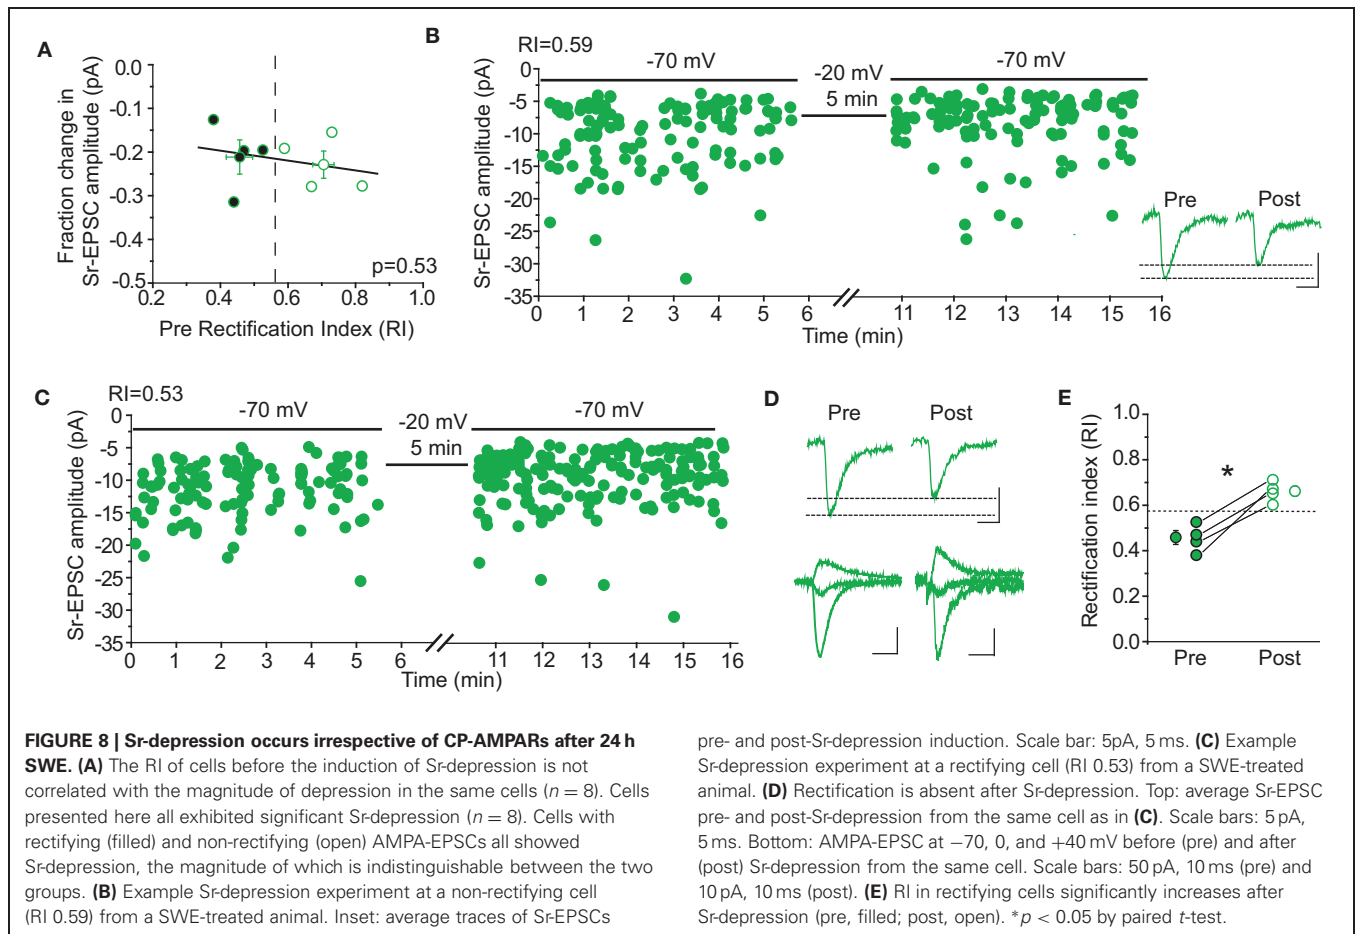 A
0.0
-0.1
-0.2
-0.3
-0.4
-0.5
Fraction change in
Sr-EPSC amplitude (pA)
p=0.53
0.2
0.4
0.6
0.8
1.0
Pre Rectification Index (RI)
B
RI=0.59
-70 mV
-20 mV
5 min
-70 mV
0
-5
-10
-15
-20
-25
-30
-35
Sr-EPSC amplitude (pA)
Pre
Post
0
1
2
3
4
5
6
11
12
13
14
15
16
Time (min)
C
RI=0.53
-70 mV
-20 mV
5 min
-70 mV
0
-5
-10
-15
-20
-25
-30
-35
Sr-EPSC amplitude (pA)
0
1
2
3
4
5
6
11
12
13
14
15
16
Time (min)
D
Pre
Post
E
1.0
0.8
0.6
0.4
0.2
0.0
Rectification index (RI)
*
Pre
Post
FIGURE 8 | Sr-depression occurs irrespective of CP-AMPARs after 24 h
SWE. (A) The RI of cells before the induction of Sr-depression is not
correlated with the magnitude of depression in the same cells (n = 8). Cells
presented here all exhibited significant Sr-depression (n = 8). Cells with
rectifying (filled) and non-rectifying (open) AMPA-EPSCs all showed
Sr-depression, the magnitude of which is indistinguishable between the two
groups. (B) Example Sr-depression experiment at a non-rectifying cell
(RI 0.59) from a SWE-treated animal. Inset: average traces of Sr-EPSCs
pre- and post-Sr-depression induction. Scale bar: 5pA, 5 ms. (C) Example
Sr-depression experiment at a rectifying cell (RI 0.53) from a SWE-treated
animal. (D) Rectification is absent after Sr-depression. Top: average Sr-EPSC
pre- and post-Sr-depression from the same cell as in (C). Scale bars: 5 pA,
5 ms. Bottom: AMPA-EPSC at −70, 0, and +40 mV before (pre) and after
(post) Sr-depression from the same cell. Scale bars: 50 pA, 10 ms (pre) and
10 pA, 10 ms (post). (E) RI in rectifying cells significantly increases after
Sr-depression (pre, filled; post, open). *p < 0.05 by paired t-test.